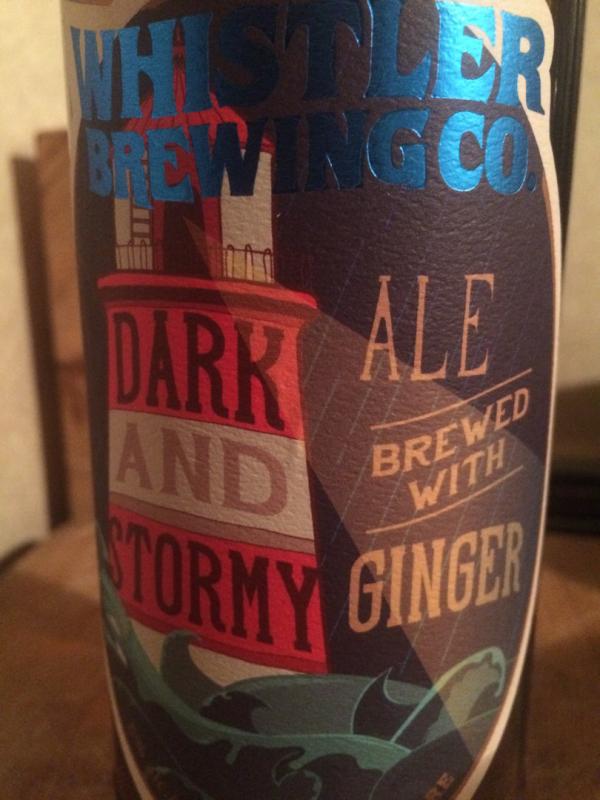 WHISTLER
BREWING CO.
DARK
AND
STORMY
ALE
BREWED
WITH
GINGER